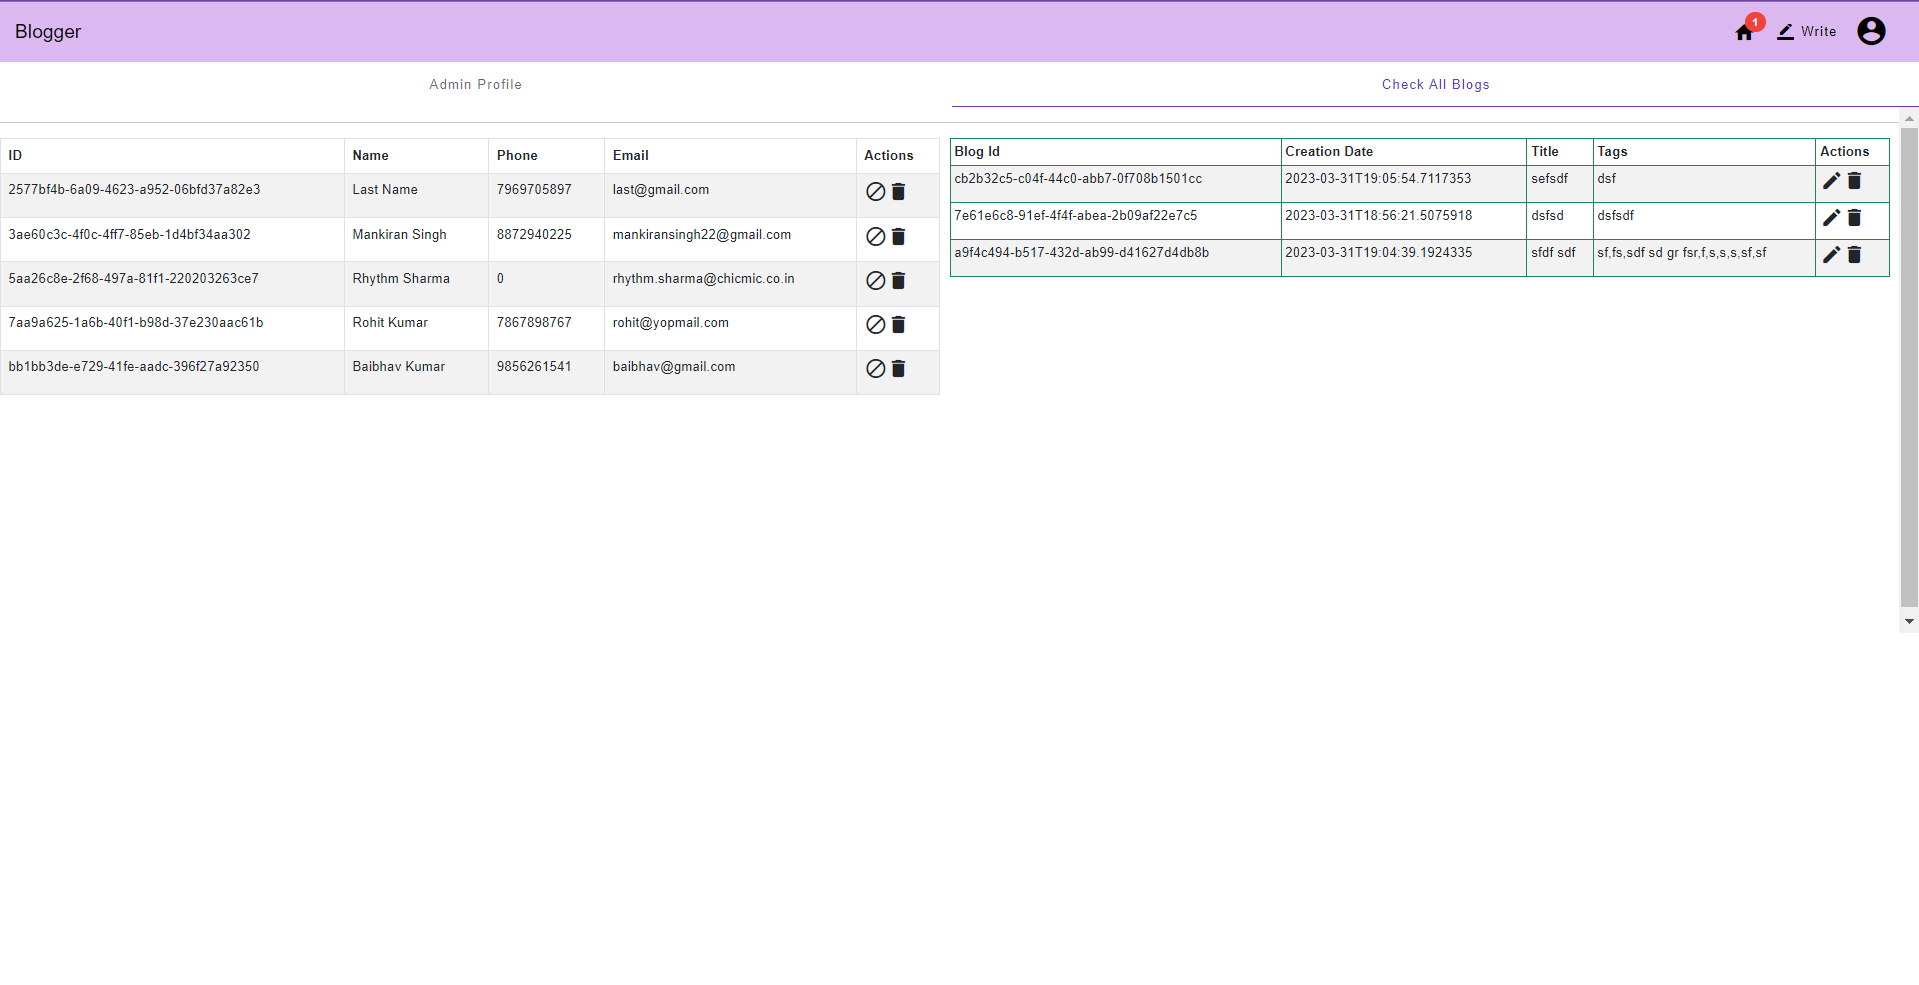 Blogger
1
Write
Admin Profile
Check All Blogs
ID Name Phone Email Actions
2577bf4b-6a09-4623-a952-06bfd37a82e3 Last Name 7969705897 last@gmail.com
3ae60c3c-4f0c-4ff7-85eb-1d4bf34aa302 Mankiran Singh 8872940225 mankiransingh22@gmail.com
5aa26c8e-2f68-497a-81f1-220203263ce7 Rhythm Sharma 0 rhythm.sharma@chicmic.co.in
7aa9a625-1a6b-40f1-b98d-37e230aac61b Rohit Kumar 7867898767 rohit@yopmail.com
bb1bb3de-e729-41fe-aadc-396f27a92350 Baibhav Kumar 9856261541 baibhav@gmail.com
Blog Id Creation Date Title Tags Actions
cb2b32c5-c04f-44c0-abb7-0f708b1501cc 2023-03-31T19:05:54.7117353 sefsdf dsf
7e61e6c8-91ef-4f4f-abea-2b09af22e7c5 2023-03-31T18:56:21.5075918 dsfsd dsfsdf
a9f4c494-b517-432d-ab99-d41627d4db8b 2023-03-31T19:04:39.1924335 sfdf sdf sf,fs,sdf sd gr fsr,f,s,s,s,sf,sf